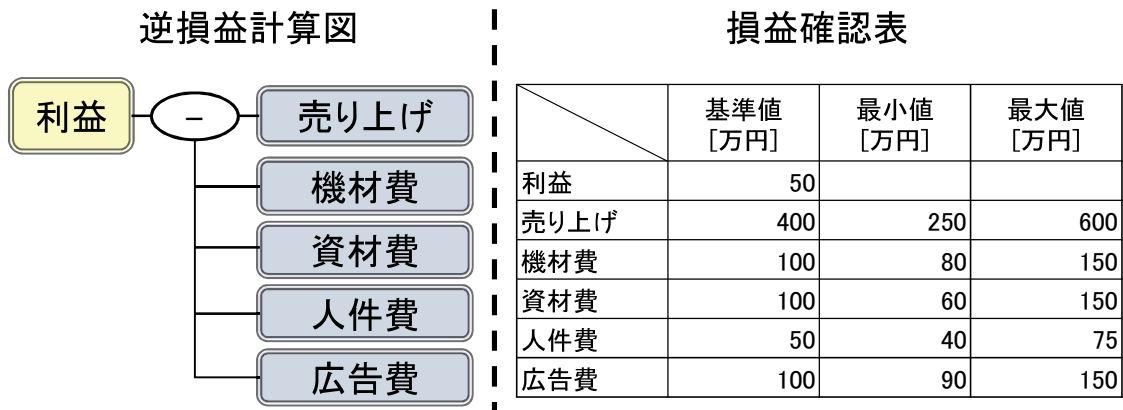 逆損益計算図
利益
－
売り上げ
機材費
資材費
人件費
広告費
損益確認表
基準値 最小値 最大値
[万円] [万円] [万円]
利益 50
売り上げ 400 250 600
機材費 100 80 150
資材費 100 60 150
人件費 50 40 75
広告費 100 90 150